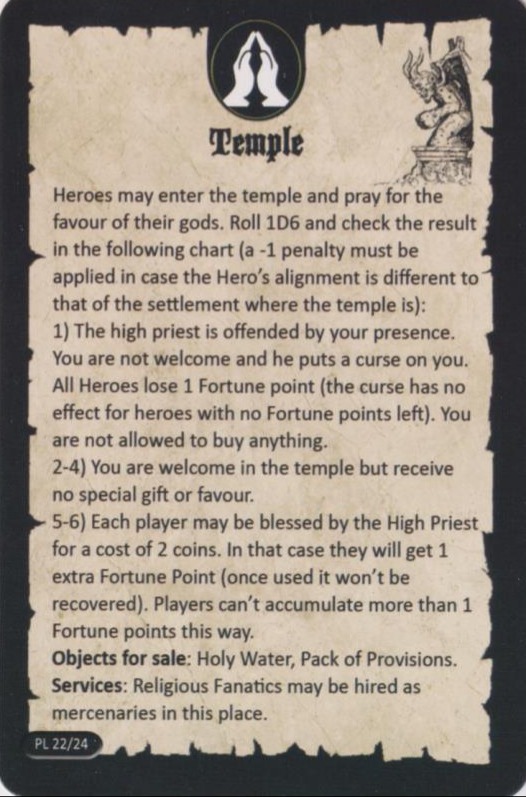 Temple
Heroes may enter the temple and pray for the
favour of their gods. Roll 1D6 and check the result
in the following chart (a -1 penalty must be
applied in case the Hero's alignment is different to
that of the settlement where the temple is):
1) The high priest is offended by your presence.
You are not welcome and he puts a curse on you.
All Heroes lose 1 Fortune point (the curse has no
effect for heroes with no Fortune points left). You
are not allowed to buy anything.
2-4) You are welcome in the temple but receive
no special gift or favour.
5-6) Each player may be blessed by the High Priest
for a cost of 2 coins. In that case they will get 1
extra Fortune Point (once used it won't be
recovered). Players can't accumulate more than 1
Fortune points this way.
Objects for sale: Holy Water, Pack of Provisions.
Services: Religious Fanatics may be hired as
mercenaries in this place.
PL 22/24